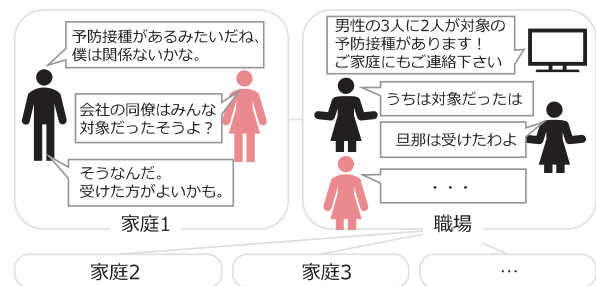 予防接種があるみたいだね、
僕は関係ないかな。
会社の同僚はみんな
対象だったそうよ？
そうなんだ。
受けた方がよいかも。
家庭1
男性の3人に2人が対象の
予防接種があります！
ご家庭にもご連絡下さい
うちは対象だったは
旦那は受けたわよ
・・・
職場
家庭2
家庭3
…